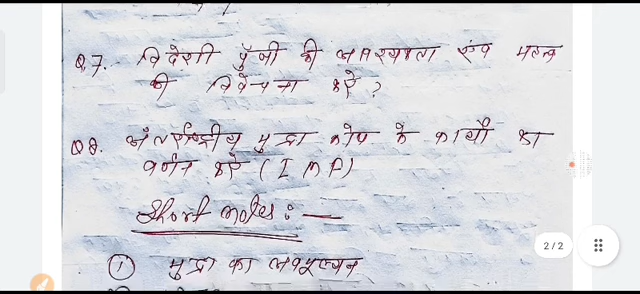 Q7. विदेशी पूँजी की आवश्यकता एवं महत्व
की विवेचना करें ?
Q8. अंतर्राष्ट्रीय मुद्रा कोष के कार्यों का
वर्णन करें (IMF)
Short notes : —
① मुद्रा का अवमूल्यन
2/2